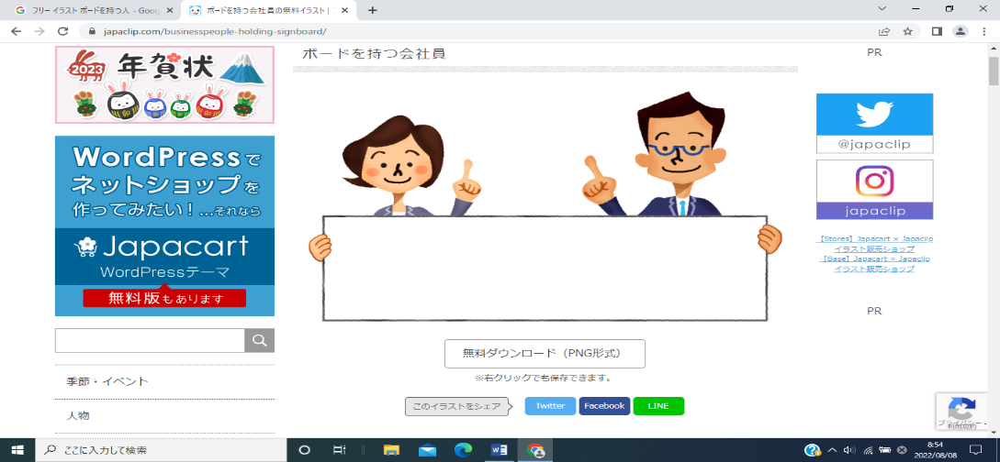 フリー イラスト ボードを持つ人 - Goog
ボードを持つ会社員の無料イラスト |
japaclip.com/businesspeople-holding-signboard/
2023
年賀状
WordPressで
ネットショップを
作ってみたい！...それなら
Japacart
WordPressテーマ
無料版もあります
季節・イベント
人物
ボードを持つ会社員
無料ダウンロード（PNG形式）
※右クリックでも保存できます。
このイラストをシェア
Twitter
Facebook
LINE
PR
@japaclip
japaclip
【Stores】Japacart × Japaclip
イラスト販売ショップ
【Base】Japacart × Japaclip
イラスト販売ショップ
PR
プライバシー -
利用規約
ここに入力して検索
8:54
2022/08/08